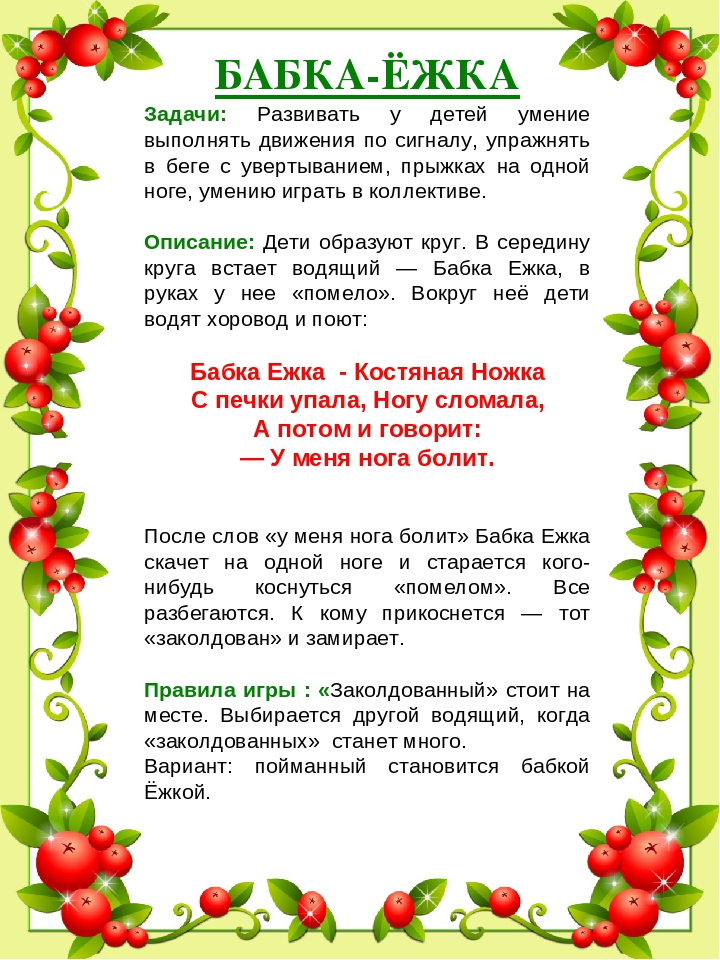 БАБКА-ЁЖКА
Задачи: Развивать у детей умение
выполнять движения по сигналу, упражнять
в беге с увертыванием, прыжках на одной
ноге, умению играть в коллективе.
Описание: Дети образуют круг. В середину
круга встает водящий — Бабка Ежка, в
руках у нее «помело». Вокруг неё дети
водят хоровод и поют:
Бабка Ежка - Костяная Ножка
С печки упала, Ногу сломала,
А потом и говорит:
— У меня нога болит.
После слов «у меня нога болит» Бабка Ежка
скачет на одной ноге и старается кого-
нибудь коснуться «помелом». Все
разбегаются. К кому прикоснется — тот
«заколдован» и замирает.
Правила игры : «Заколдованный» стоит на
месте. Выбирается другой водящий, когда
«заколдованных» станет много.
Вариант: пойманный становится бабкой
Ёжкой.